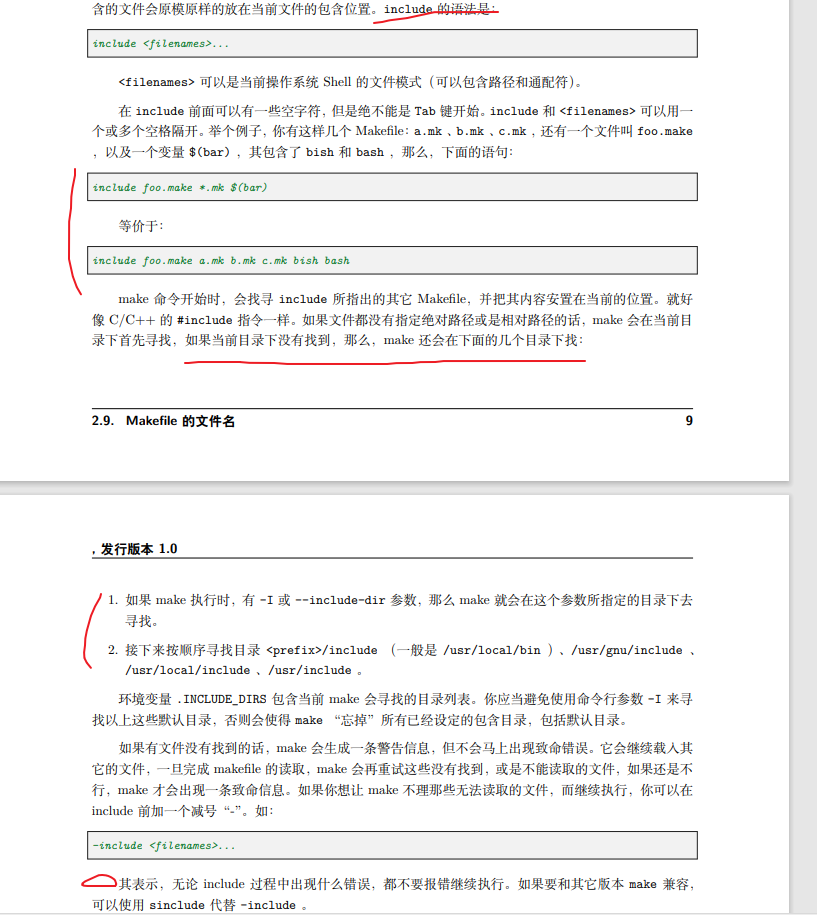 含的文件会原模原样的放在当前文件的包含位置。include 的语法是：
include <filenames>...
<filenames> 可以是当前操作系统 Shell 的文件模式（可以包含路径和通配符）。
在 include 前面可以有一些空字符，但是绝不能是 Tab 键开始。include 和 <filenames> 可以用一
个或多个空格隔开。举个例子，你有这样几个 Makefile：a.mk 、b.mk 、c.mk ，还有一个文件叫 foo.make
，以及一个变量 $(bar) ，其包含了 bish 和 bash ，那么，下面的语句：
include foo.make *.mk $(bar)
等价于：
include foo.make a.mk b.mk c.mk bish bash
make 命令开始时，会找寻 include 所指出的其它 Makefile，并把其内容安置在当前的位置。就好
像 C/C++ 的 #include 指令一样。如果文件都没有指定绝对路径或是相对路径的话，make 会在当前目
录下首先寻找，如果当前目录下没有找到，那么，make 还会在下面的几个目录下找：
2.9. Makefile 的文件名 9
, 发行版本 1.0
1. 如果 make 执行时，有 -I 或 --include-dir 参数，那么 make 就会在这个参数所指定的目录下去
寻找。
2. 接下来按顺序寻找目录 <prefix>/include （一般是 /usr/local/bin ）、/usr/gnu/include 、
/usr/local/include 、/usr/include 。
环境变量 .INCLUDE_DIRS 包含当前 make 会寻找的目录列表。你应当避免使用命令行参数 -I 来寻
找以上这些默认目录，否则会使得 make “忘掉”所有已经设定的包含目录，包括默认目录。
如果有文件没有找到的话，make 会生成一条警告信息，但不会马上出现致命错误。它会继续载入其
它的文件，一旦完成 makefile 的读取，make 会再重试这些没有找到，或是不能读取的文件，如果还是不
行，make 才会出现一条致命信息。如果你想让 make 不理那些无法读取的文件，而继续执行，你可以在
include 前加一个减号“-”。如：
-include <filenames>...
其表示，无论 include 过程中出现什么错误，都不要报错继续执行。如果要和其它版本 make 兼容，
可以使用 sinclude 代替 -include 。